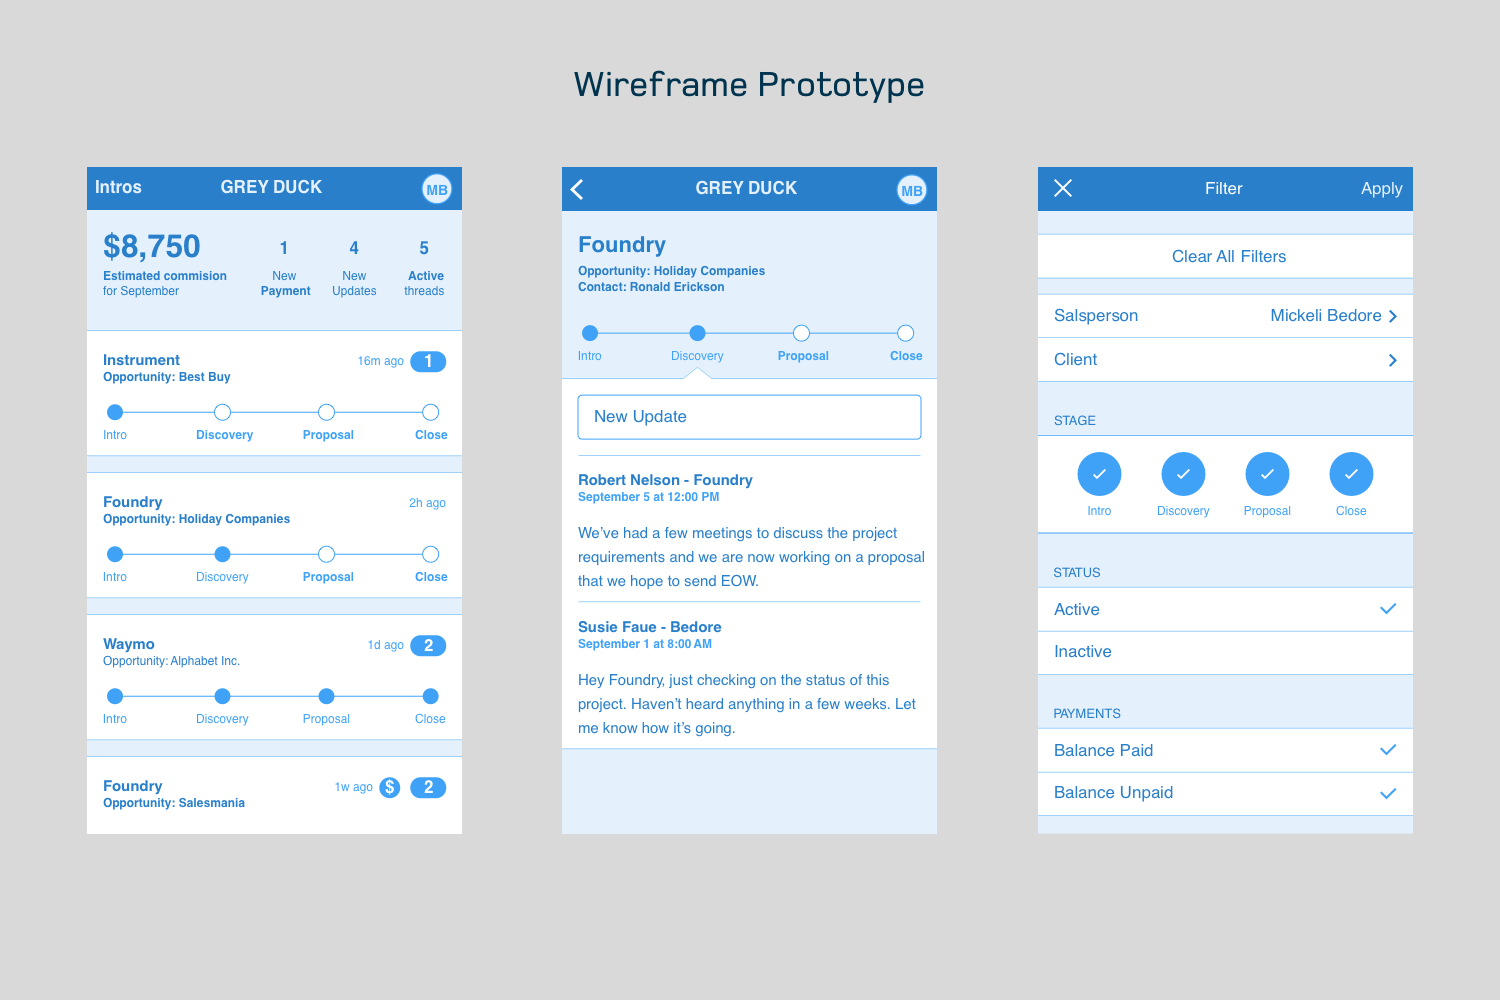 Wireframe Prototype
Intros GREY DUCK MB
$8,750 1 4 5
Estimated commision New New Active
for September Payment Updates threads
Instrument 16m ago 1
Opportunity: Best Buy
Intro Discovery Proposal Close
Foundry 2h ago
Opportunity: Holiday Companies
Intro Discovery Proposal Close
Waymo 1d ago 2
Opportunity: Alphabet Inc.
Intro Discovery Proposal Close
Foundry 1w ago $ 2
Opportunity: Salesmania
GREY DUCK MB
Foundry
Opportunity: Holiday Companies
Contact: Ronald Erickson
Intro Discovery Proposal Close
New Update
Robert Nelson - Foundry
September 5 at 12:00 PM
We’ve had a few meetings to discuss the project
requirements and we are now working on a proposal
that we hope to send EOW.
Susie Faue - Bedore
September 1 at 8:00 AM
Hey Foundry, just checking on the status of this
project. Haven’t heard anything in a few weeks. Let
me know how it’s going.
Filter Apply
Clear All Filters
Salsperson Mickeli Bedore
Client
STAGE
Intro Discovery Proposal Close
STATUS
Active
Inactive
PAYMENTS
Balance Paid
Balance Unpaid